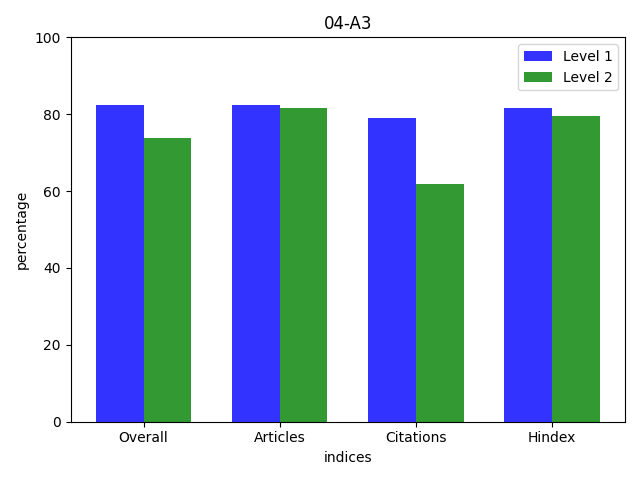 04-A3
100
80
60
40
20
0
percentage
Level 1
Level 2
Overall
Articles
Citations
Hindex
indices